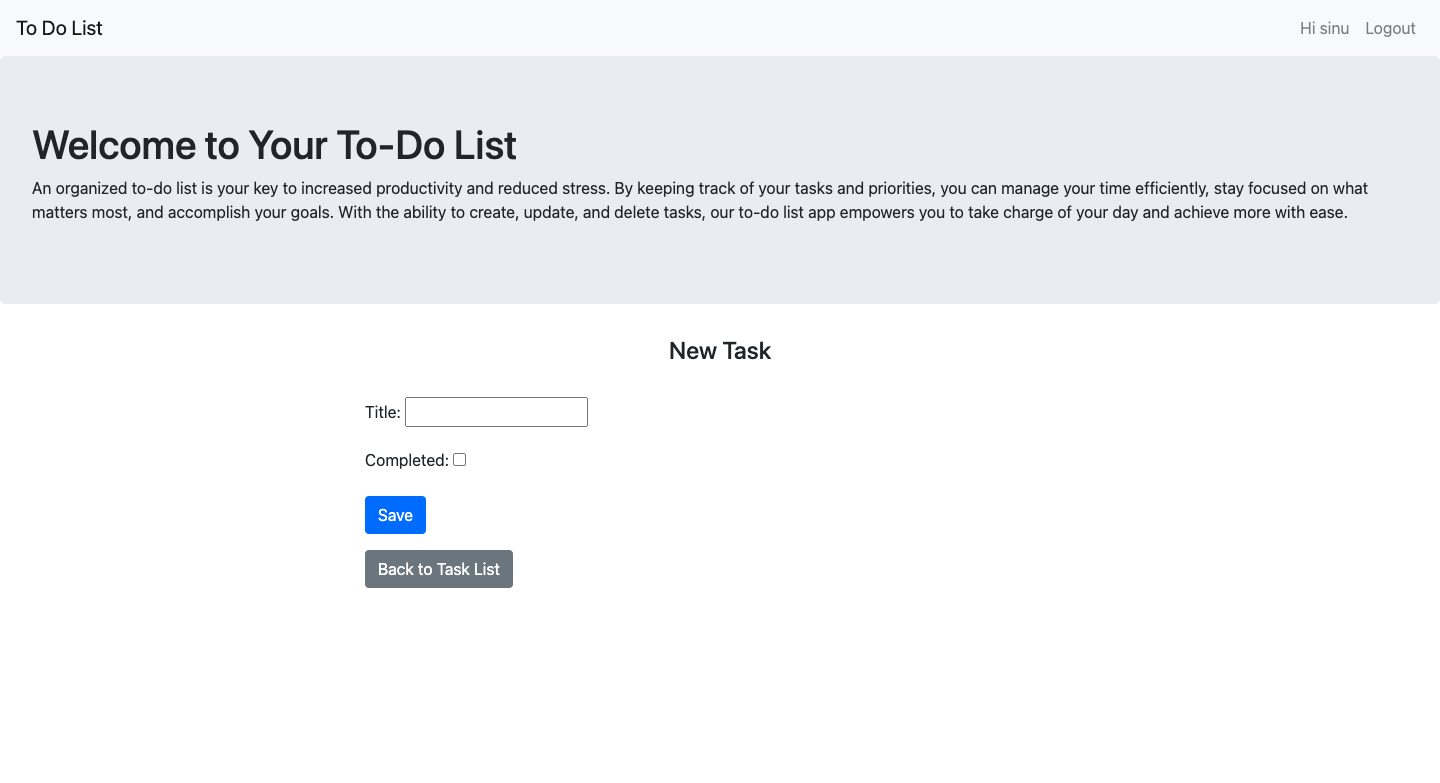 To Do List
Hi sinu Logout
Welcome to Your To-Do List
An organized to-do list is your key to increased productivity and reduced stress. By keeping track of your tasks and priorities, you can manage your time efficiently, stay focused on what
matters most, and accomplish your goals. With the ability to create, update, and delete tasks, our to-do list app empowers you to take charge of your day and achieve more with ease.
New Task
Title:
Completed:
Save
Back to Task List